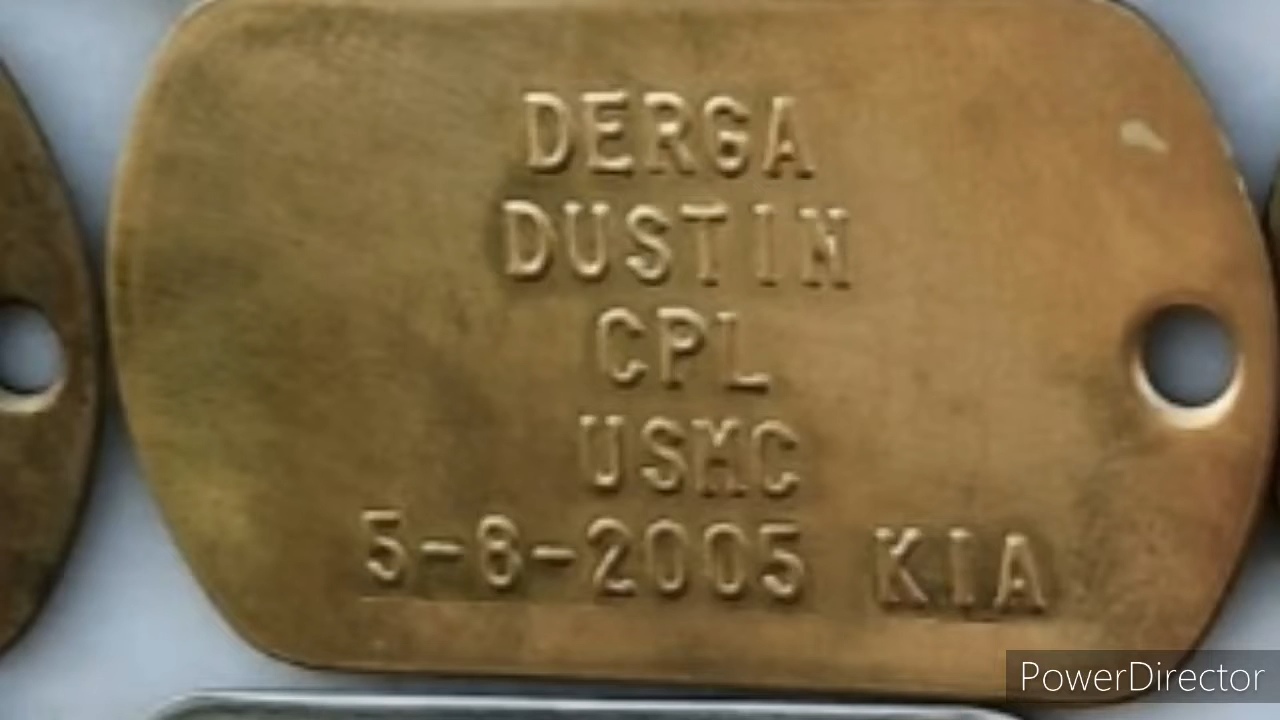 DERGA
DUSTIN
CPL
USMC
5-8-2005 KIA
PowerDirector